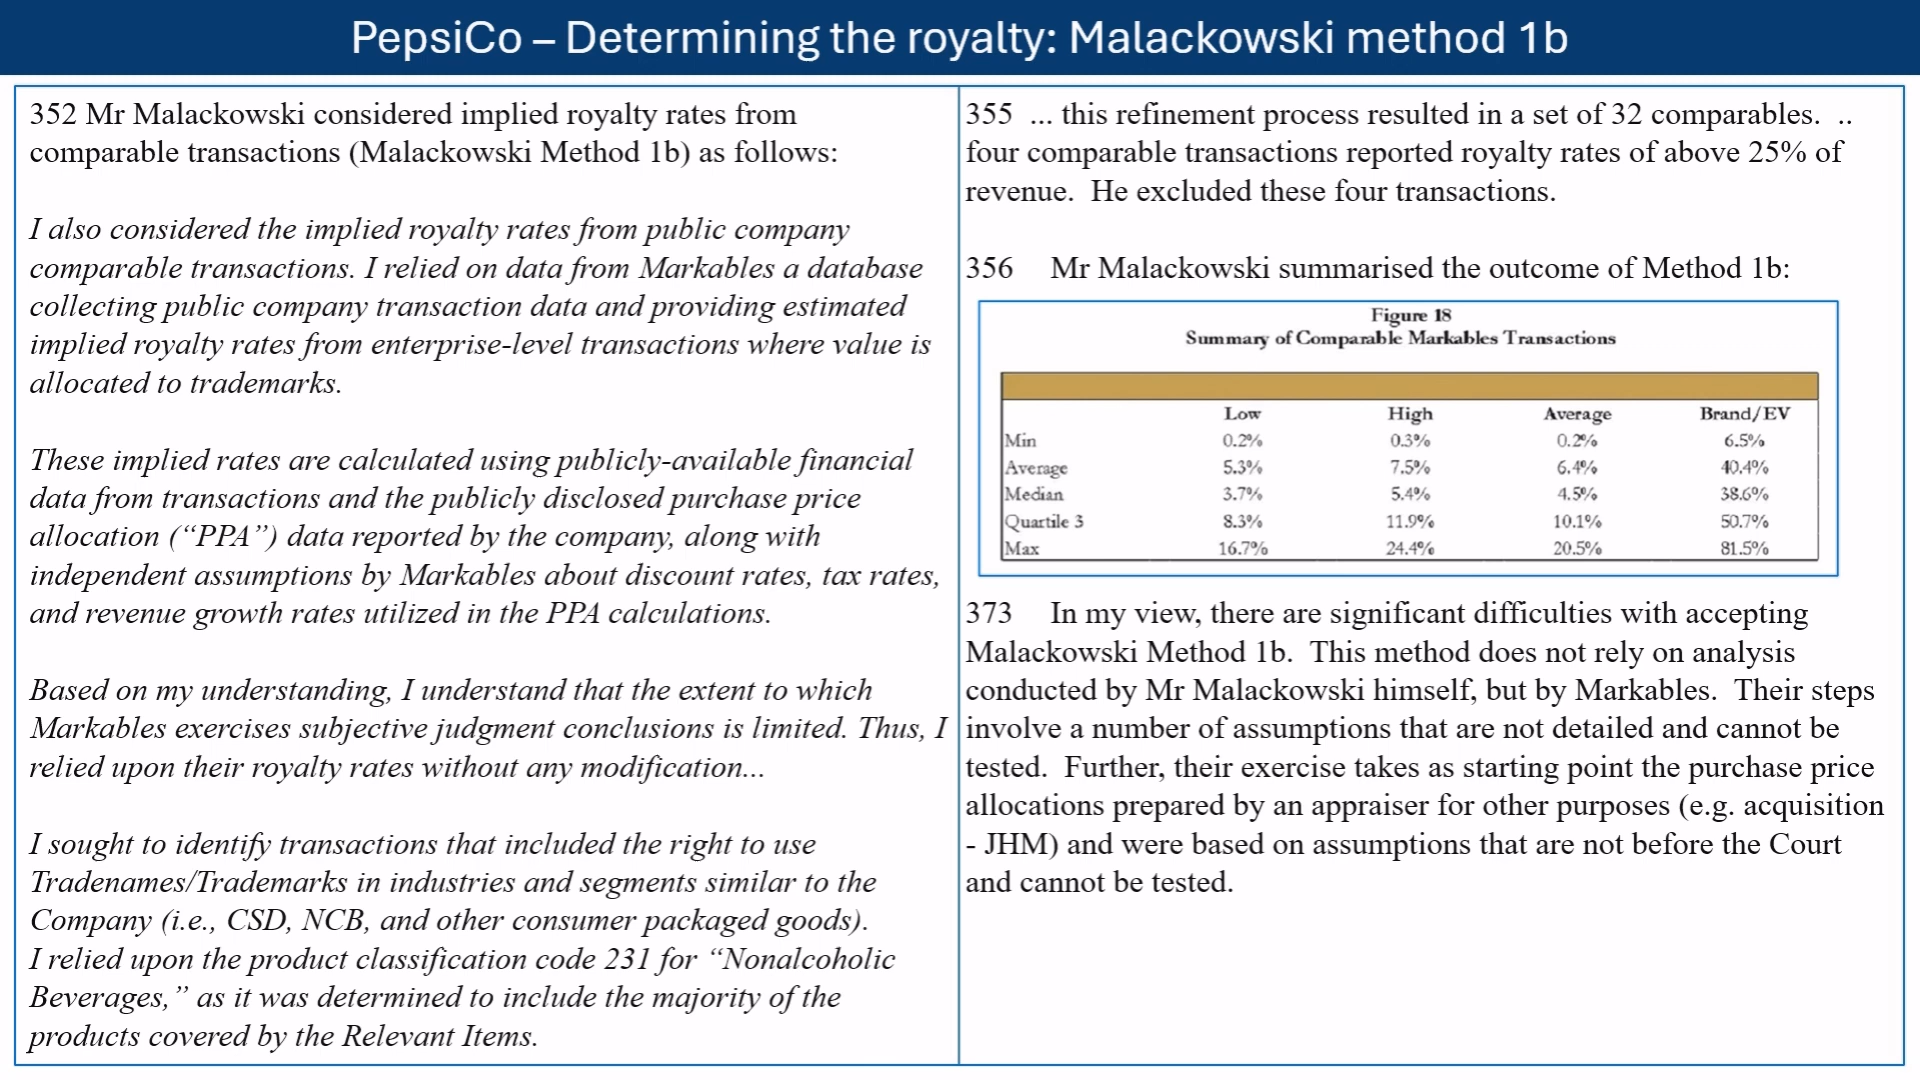 PepsiCo – Determining the royalty: Malackowski method 1b
352 Mr Malackowski considered implied royalty rates from
comparable transactions (Malackowski Method 1b) as follows:
I also considered the implied royalty rates from public company
comparable transactions. I relied on data from Markables a database
collecting public company transaction data and providing estimated
implied royalty rates from enterprise-level transactions where value is
allocated to trademarks.
These implied rates are calculated using publicly-available financial
data from transactions and the publicly disclosed purchase price
allocation (“PPA”) data reported by the company, along with
independent assumptions by Markables about discount rates, tax rates,
and revenue growth rates utilized in the PPA calculations.
Based on my understanding, I understand that the extent to which
Markables exercises subjective judgment conclusions is limited. Thus, I
relied upon their royalty rates without any modification...
I sought to identify transactions that included the right to use
Tradenames/Trademarks in industries and segments similar to the
Company (i.e., CSD, NCB, and other consumer packaged goods).
I relied upon the product classification code 231 for “Nonalcoholic
Beverages,” as it was determined to include the majority of the
products covered by the Relevant Items.
355 ... this refinement process resulted in a set of 32 comparables. ..
four comparable transactions reported royalty rates of above 25% of
revenue. He excluded these four transactions.
356 Mr Malackowski summarised the outcome of Method 1b:
Figure 18
Summary of Comparable Markables Transactions
Low High Average Brand/EV
Min 0.2% 0.3% 0.2% 6.5%
Average 5.3% 7.5% 6.4% 40.4%
Median 3.7% 5.4% 4.5% 38.6%
Quartile 3 8.3% 11.9% 10.1% 50.7%
Max 16.7% 24.4% 20.5% 81.5%
373 In my view, there are significant difficulties with accepting
Malackowski Method 1b. This method does not rely on analysis
conducted by Mr Malackowski himself, but by Markables. Their steps
involve a number of assumptions that are not detailed and cannot be
tested. Further, their exercise takes as starting point the purchase price
allocations prepared by an appraiser for other purposes (e.g. acquisition
- JHM) and were based on assumptions that are not before the Court
and cannot be tested.